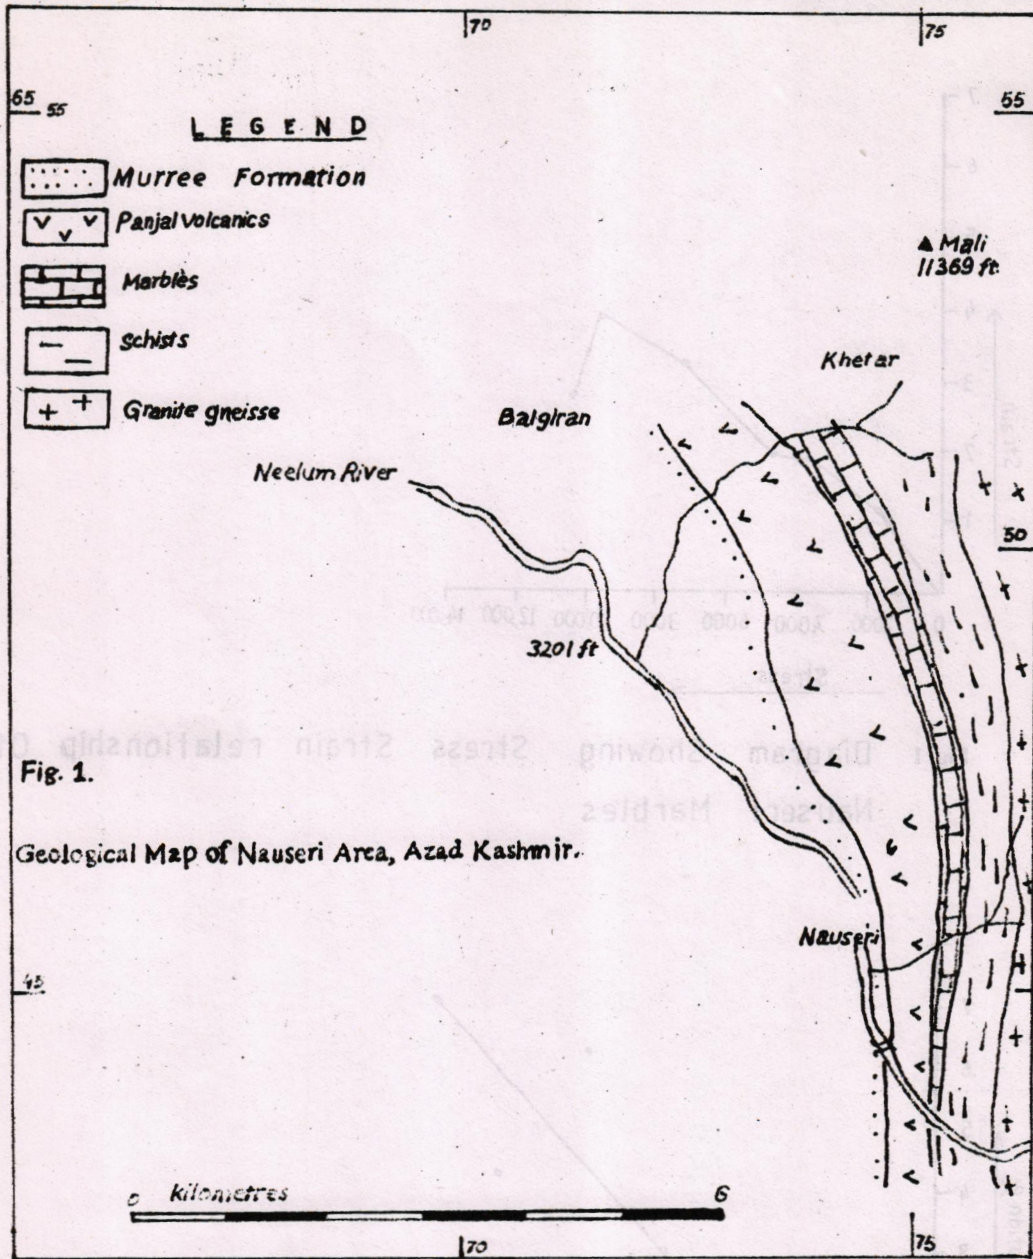 70
75
65 55
55
L E G E N D
Murree Formation
Panjal volcanics
Marbles
Schists
Granite gneisse
▲ Mali
11369 ft.
Khetar
Balgiran
Neelum River
50
3201 ft
Fig. 1.
Geological Map of Nauseri Area, Azad Kashmir.
Nauseri
45
0 kilometres 6
70
75
Stress
Diagram showing Stress Strain relationship
Nauseri Marbles